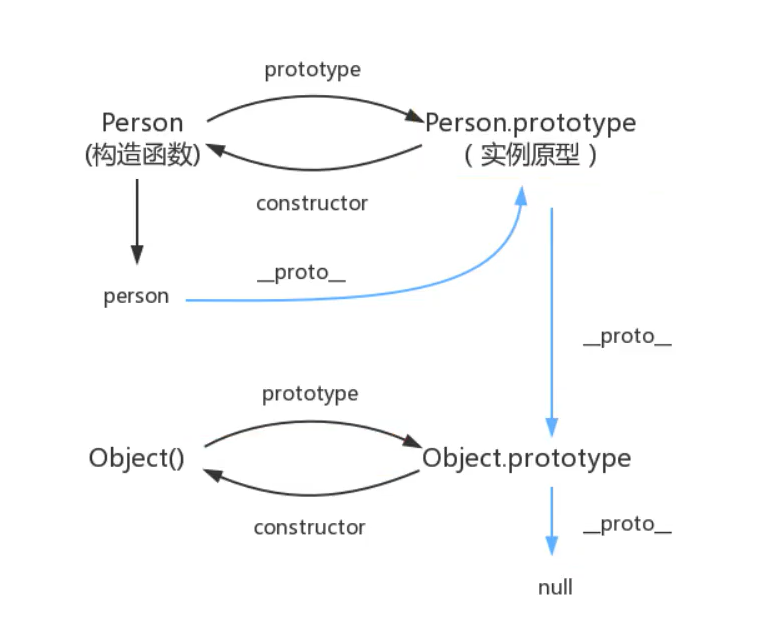 prototype
Person
Person.prototype
(构造函数)
( 实例原型 )
constructor
__proto__
person
__proto__
prototype
Object()
Object.prototype
constructor
__proto__
null